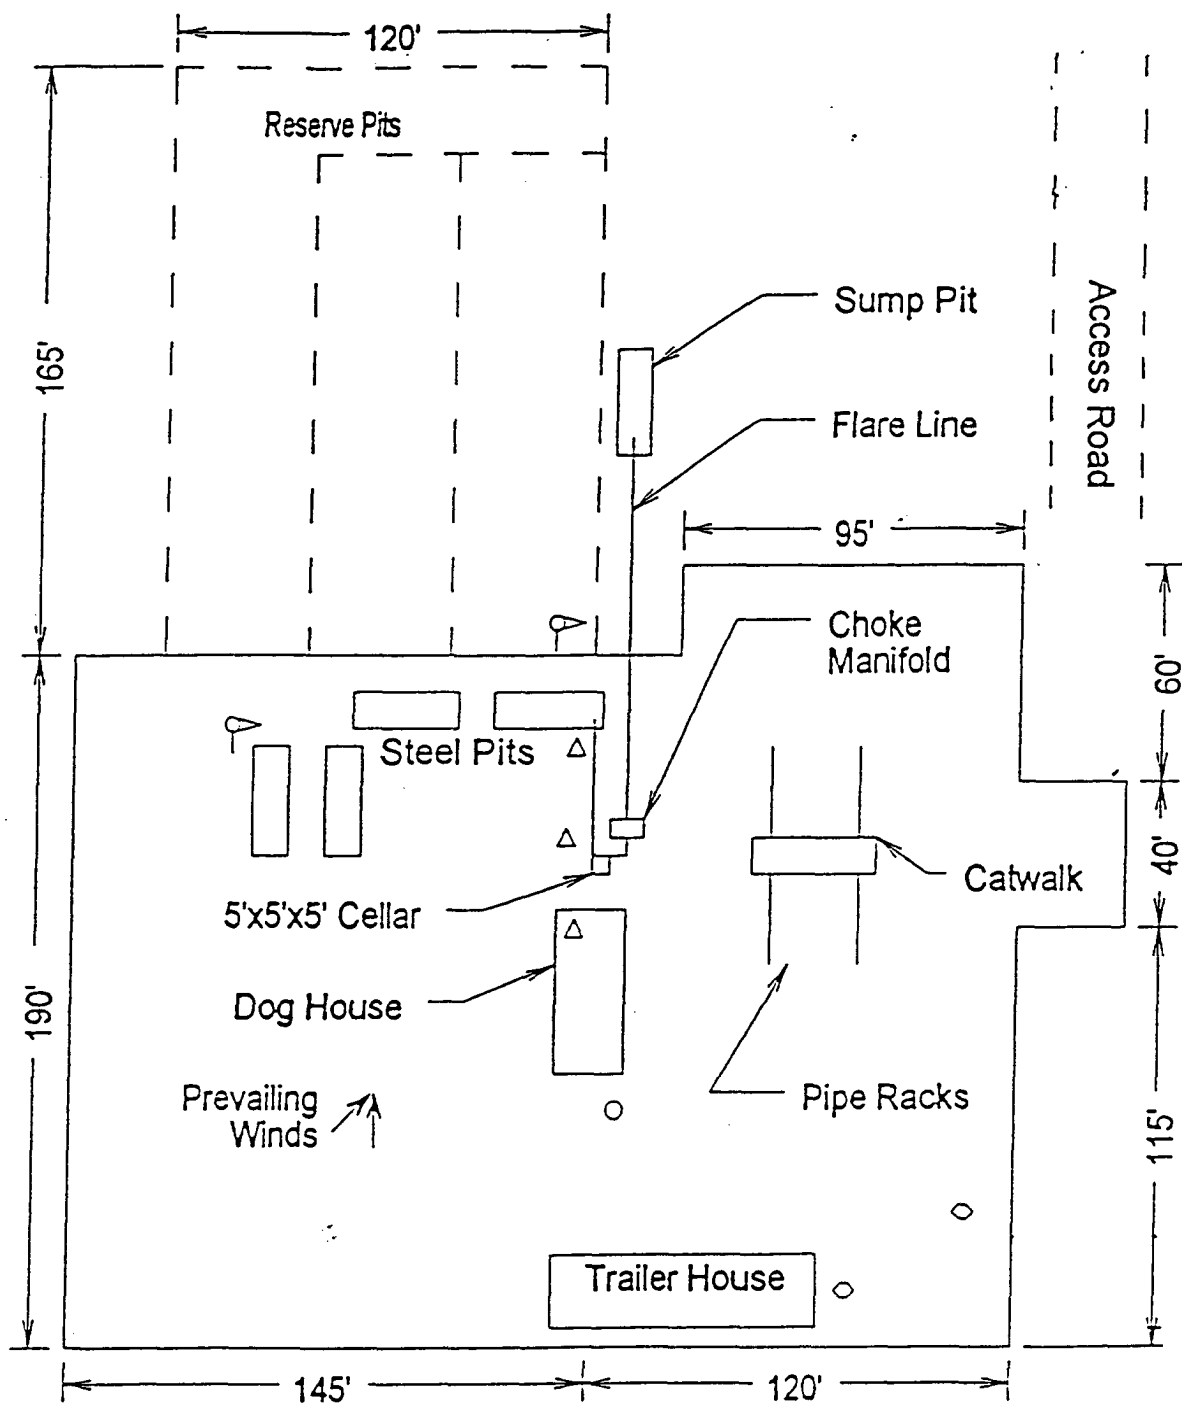 120'
Reserve Pits
Sump Pit
Access Road
165'
Flare Line
95'
Choke
Manifold
60'
Steel Pits
40'
Catwalk
5'x5'x5' Cellar
Dog House
190'
Prevailing
Winds
Pipe Racks
115'
Trailer House
145'
120'